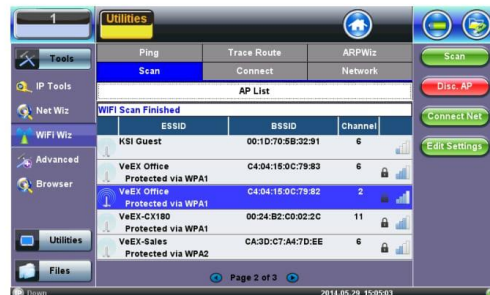 1
Utilities
Tools
IP Tools
Net Wiz
WiFi Wiz
Advanced
Browser
Utilities
Files
Ping Trace Route ARPWiz
Scan Connect Network
AP List
WIFI Scan Finished
ESSID BSSID Channel
KSI Guest 00:1D:70:5B:32:91 6
VeEX Office C4:04:15:0C:79:83 6
Protected via WPA1
VeEX Office C4:04:15:0C:79:82 2
Protected via WPA1
VeEX-CX180 00:24:B2:C0:02:2C 11
Protected via WPA1
VeEX-Sales CA:3D:C7:A4:7D:EE 6
Protected via WPA2
Page 2 of 3
Scan
Disc. AP
Connect Net
Edit Settings
Down 2014-05-29 15:05:03